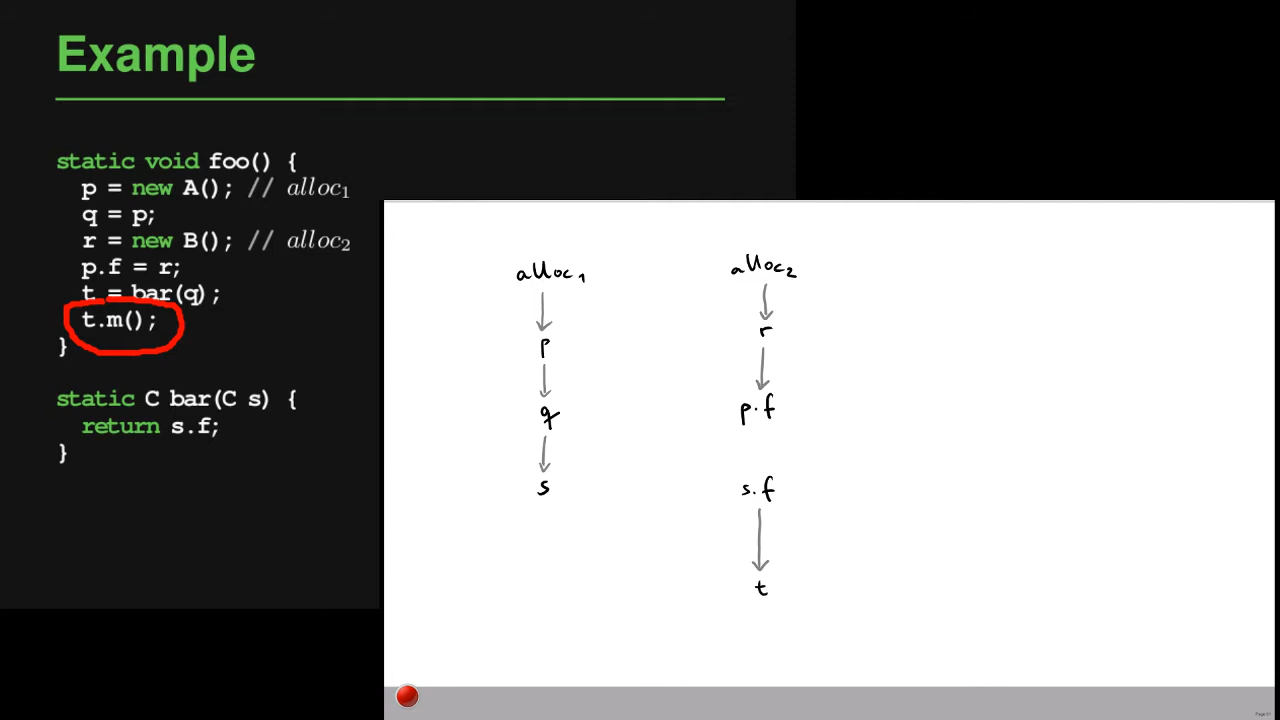 Example
static void foo() {
p = new A(); // alloc₁
q = p;
r = new B(); // alloc₂
p.f = r;
t = bar(q);
t.m();
}
static C bar(C s) {
return s.f;
}
alloc₁
p
q
s
alloc₂
r
p.f
s.f
t